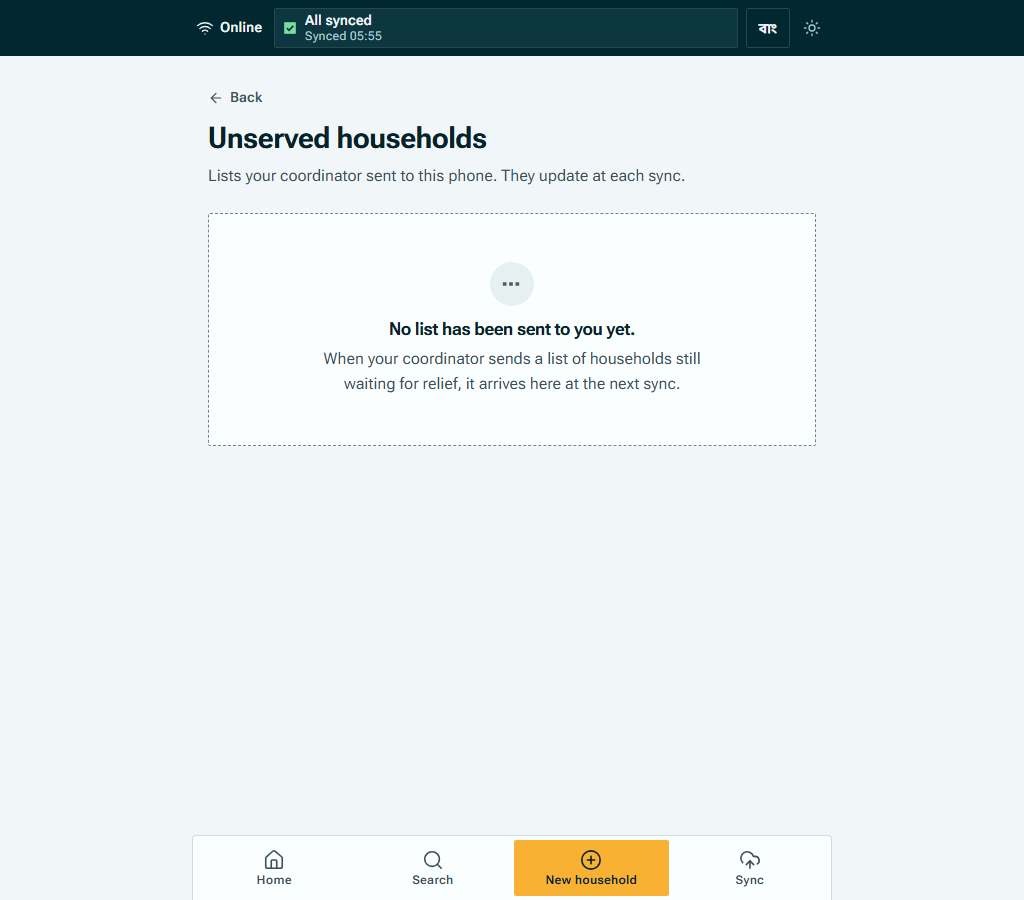 Online
All synced
Synced 05:55
বাং
Back
Unserved households
Lists your coordinator sent to this phone. They update at each sync.
No list has been sent to you yet.
When your coordinator sends a list of households still
waiting for relief, it arrives here at the next sync.
Home
Search
New household
Sync